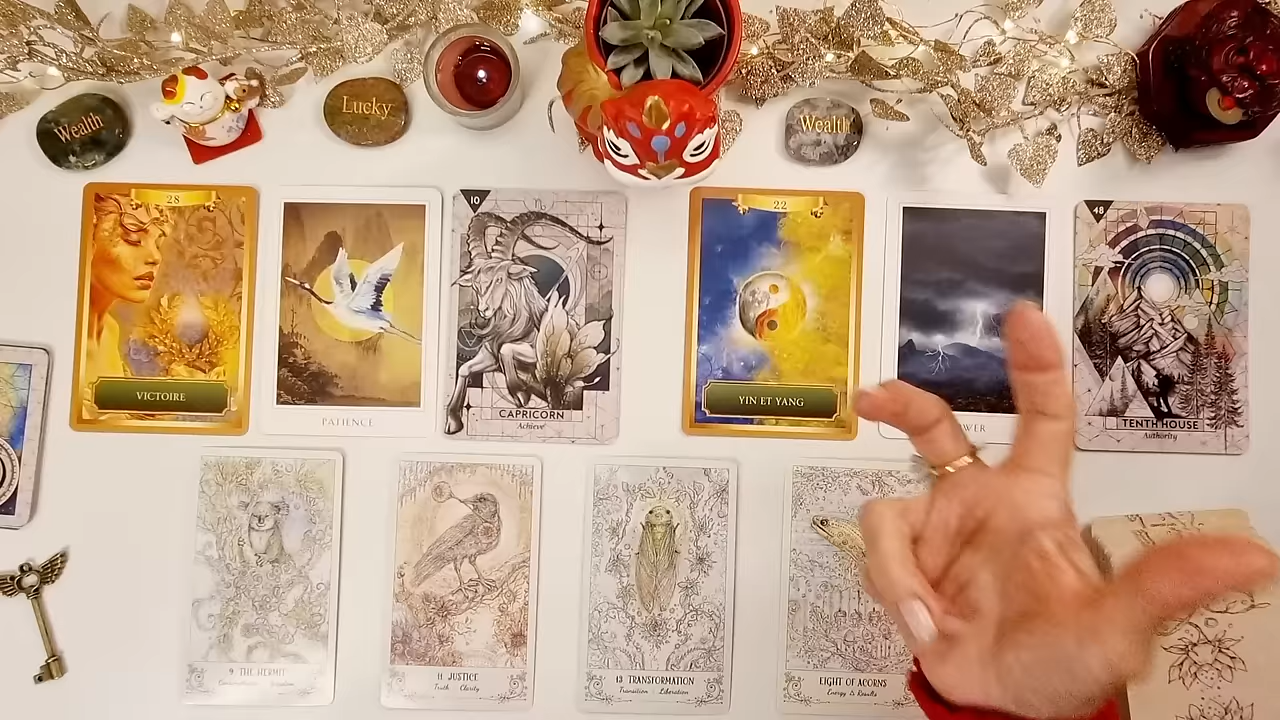 Wealth
Lucky
Wealth
28
VICTOIRE
PATIENCE
10
CAPRICORN
Achieve
22
YIN ET YANG
48
TENTH HOUSE
Authority
9 THE HERMIT
11 JUSTICE
Truth Clarity
13 TRANSFORMATION
Transition Liberation
EIGHT OF ACORNS
Energy & Results